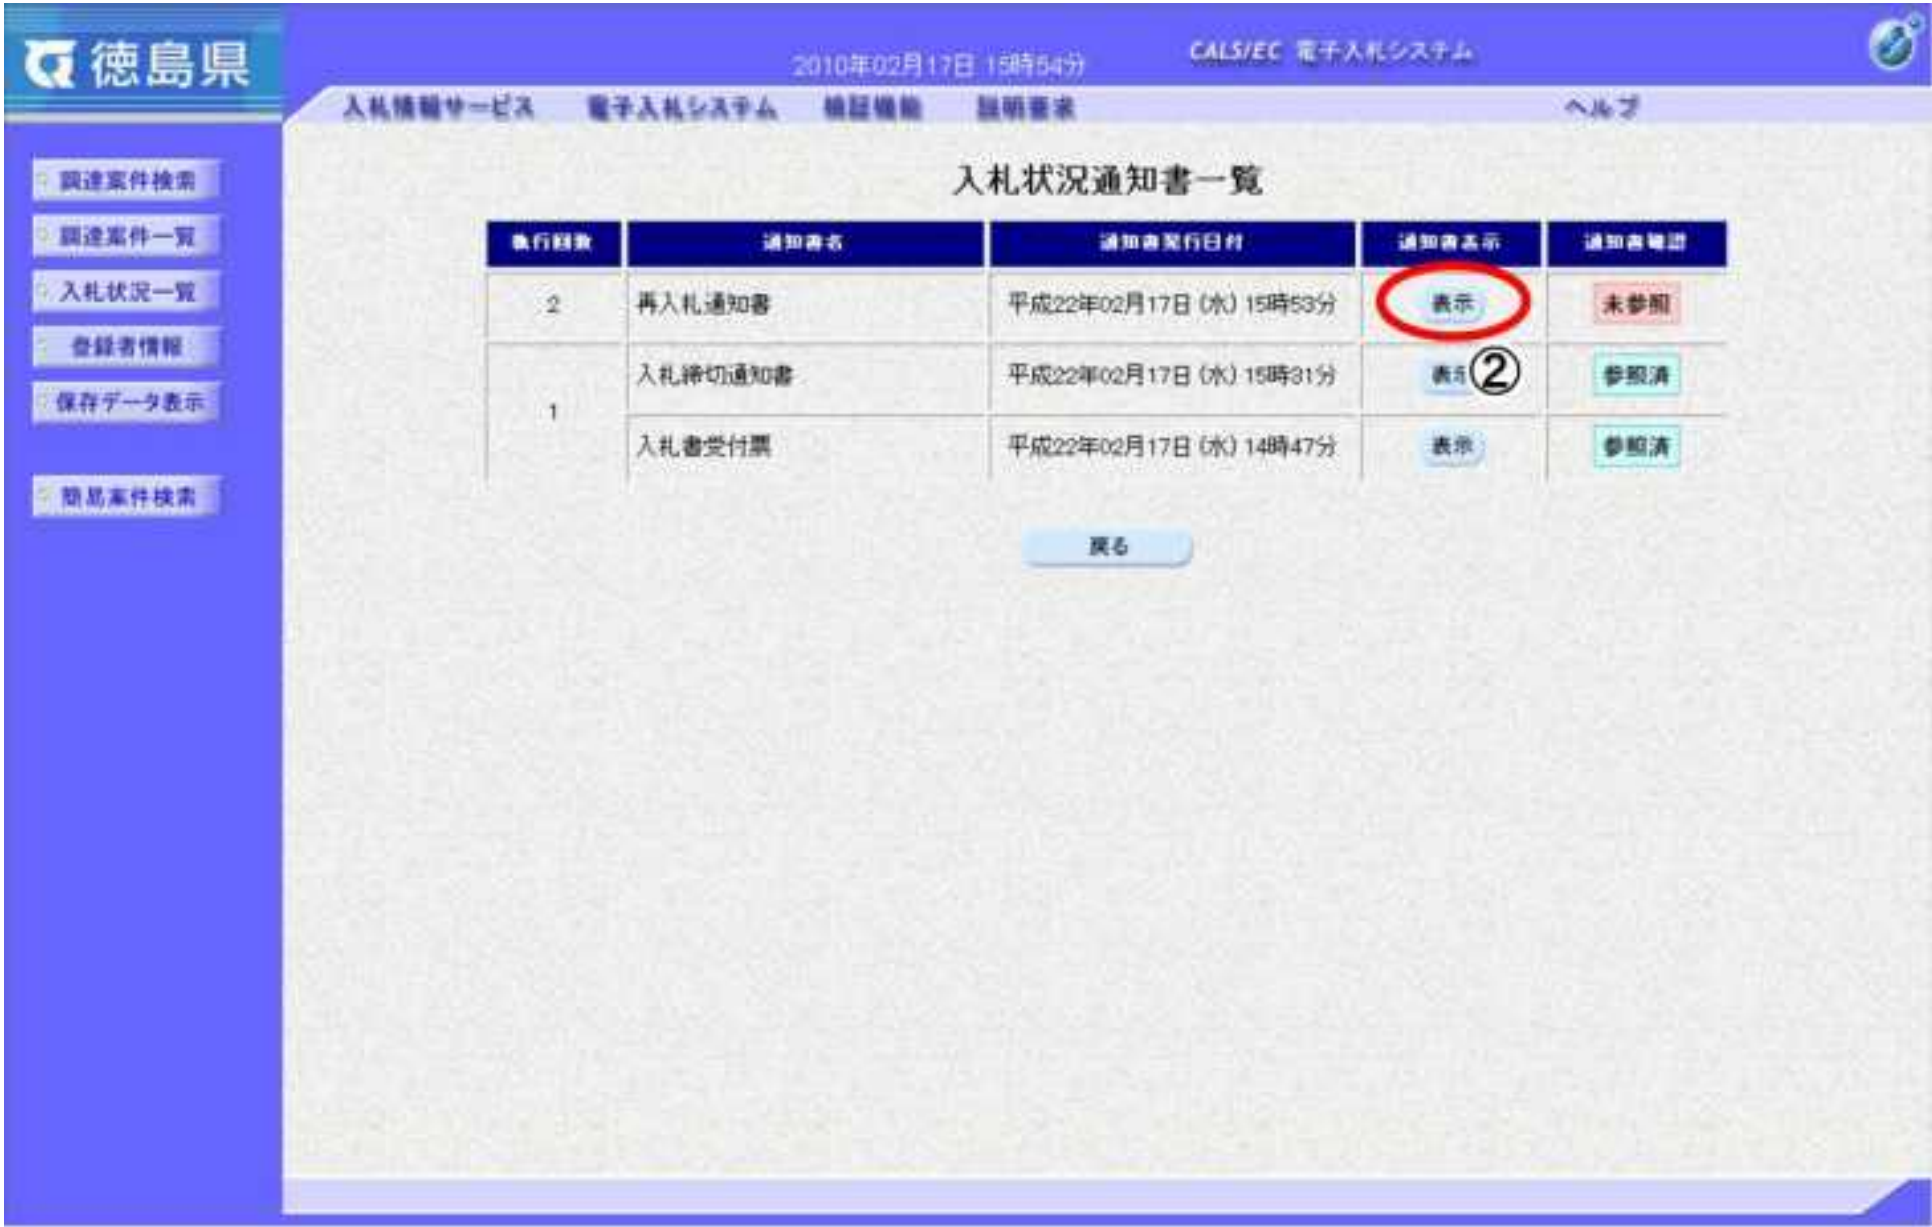 徳島県
2010年02月17日 15時54分
CALS/EC 電子入札システム
入札情報サービス 電子入札システム 検証機能 説明要求 ヘルプ
調達案件検索
調達案件一覧
入札状況一覧
登録者情報
保存データ表示
簡易案件検索
入札状況通知書一覧
執行回数 通知書名 通知書発行日付 通知書表示 通知書確認
2 再入札通知書 平成22年02月17日(水)15時53分 表示 未参照
1 入札締切通知書 平成22年02月17日(水)15時31分 表示 ② 参照済
入札書受付票 平成22年02月17日(水)14時47分 表示 参照済
戻る